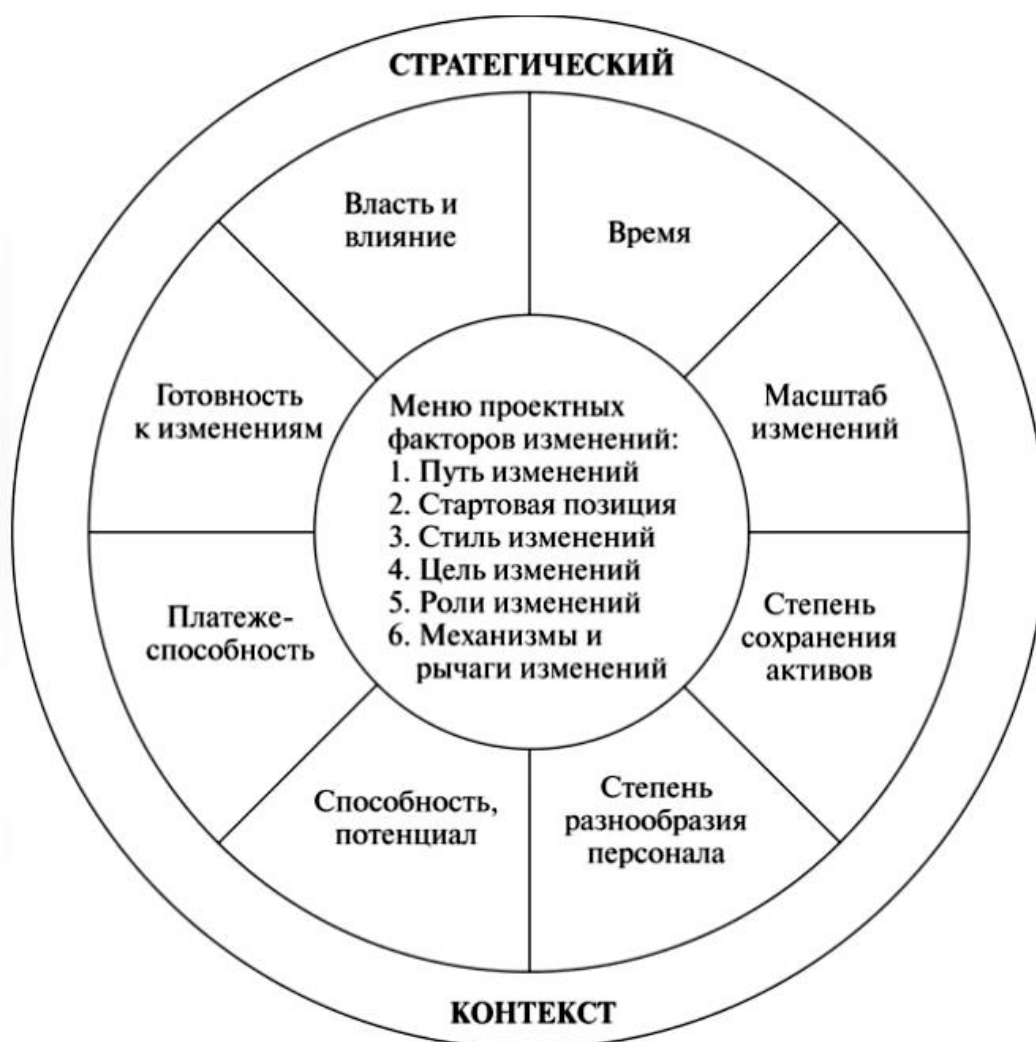 СТРАТЕГИЧЕСКИЙ
Власть и
влияние
Время
Готовность
к изменениям
Масштаб
изменений
Меню проектных
факторов изменений:
1. Путь изменений
2. Стартовая позиция
3. Стиль изменений
4. Цель изменений
5. Роли изменений
6. Механизмы и
рычаги изменений
Платеже-
способность
Степень
сохранения
активов
Способность,
потенциал
Степень
разнообразия
персонала
КОНТЕКСТ